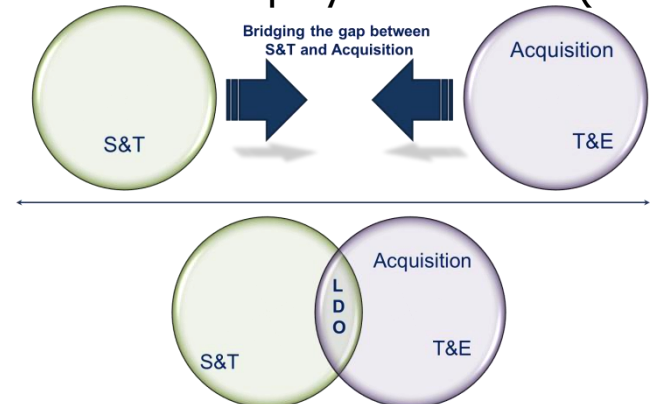 Bridging the gap between
S&T and Acquisition
Acquisition
S&T
T&E
Acquisition
L
D
O
S&T
T&E